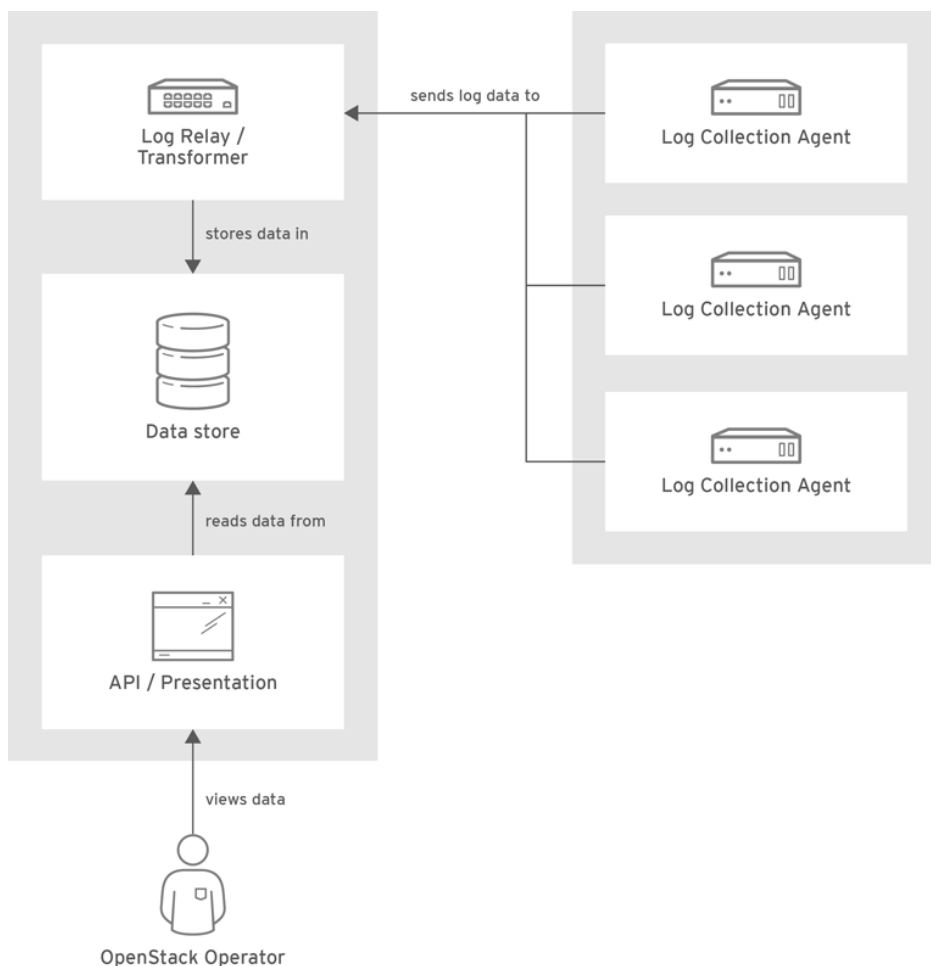 sends log data to
Log Relay /
Transformer
Log Collection Agent
stores data in
Log Collection Agent
Data store
Log Collection Agent
reads data from
API / Presentation
views data
OpenStack Operator